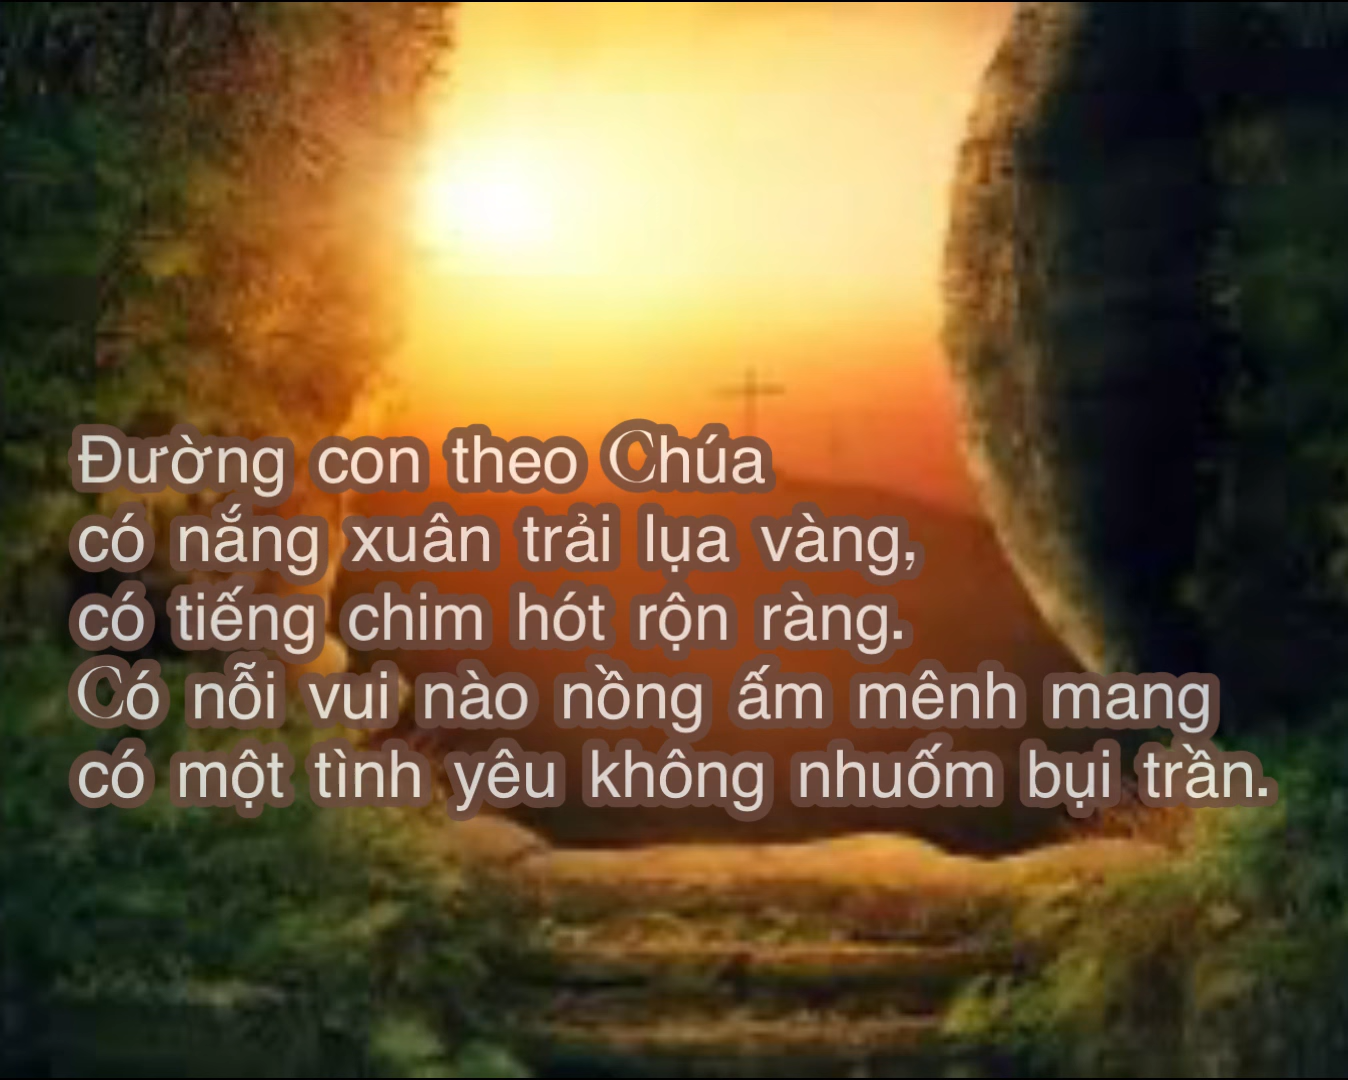 Đường con theo Chúa
có nắng xuân trải lụa vàng,
có tiếng chim hót rộn ràng.
Có nỗi vui nào nồng ấm mênh mang
có một tình yêu không nhuốm bụi trần.